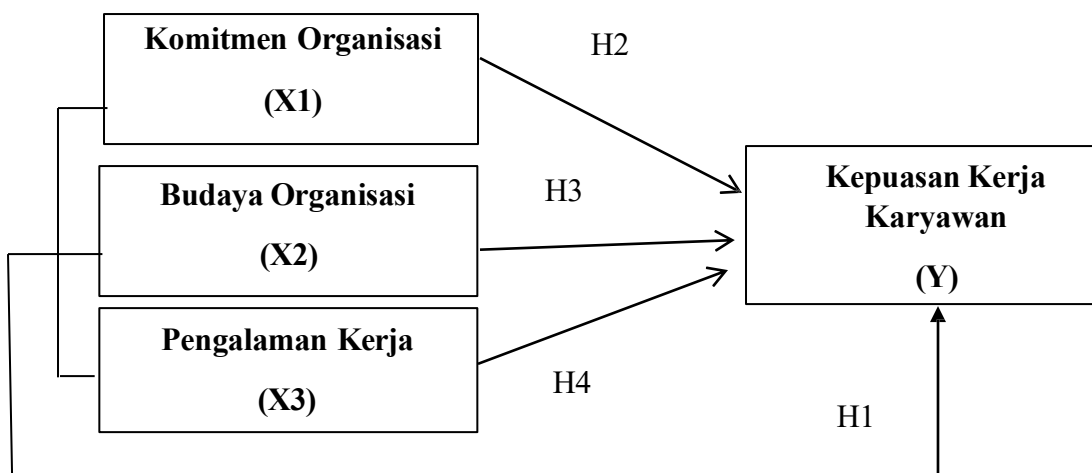 Komitmen Organisasi
(X1)
H2
Budaya Organisasi
(X2)
H3
Kepuasan Kerja
Karyawan
(Y)
Pengalaman Kerja
(X3)
H4
H1